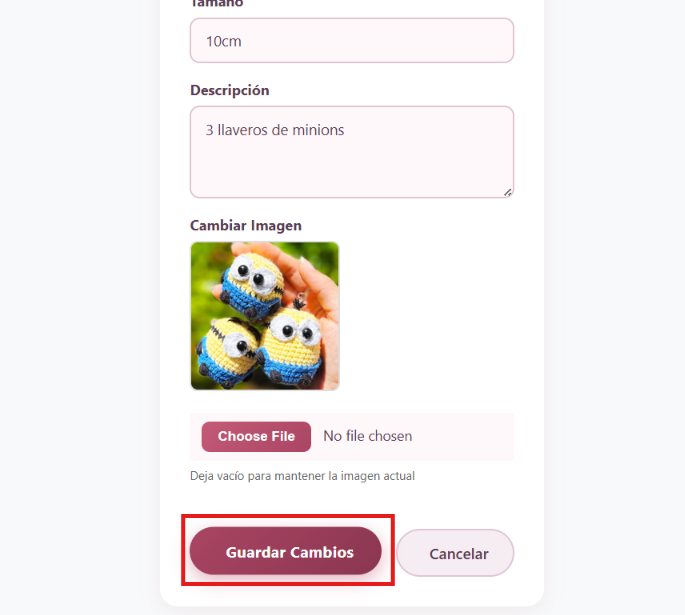 Tamaño
10cm
Descripción
3 llaveros de minions
Cambiar Imagen
Choose File No file chosen
Deja vacío para mantener la imagen actual
Guardar Cambios Cancelar